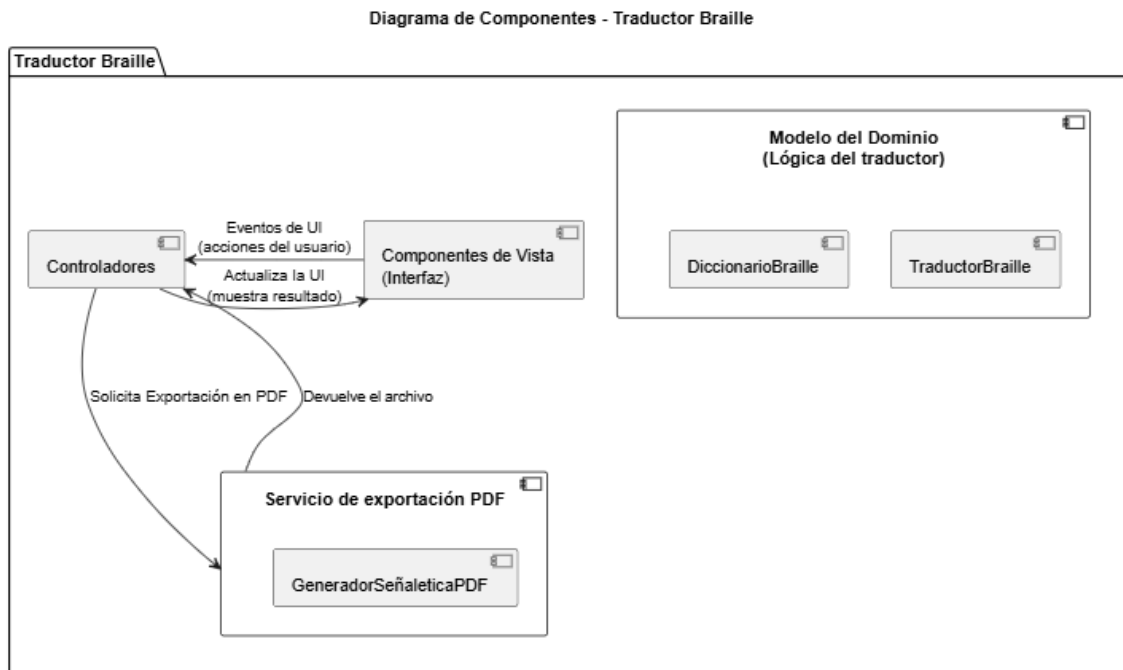 Diagrama de Componentes - Traductor Braille
Traductor Braille
Modelo del Dominio
(Lógica del traductor)
DiccionarioBraille
TraductorBraille
Eventos de UI
(acciones del usuario)
Controladores
Componentes de Vista
(Interfaz)
Actualiza la UI
(muestra resultado)
Solicita Exportación en PDF
Devuelve el archivo
Servicio de exportación PDF
GeneradorSeñaleticaPDF